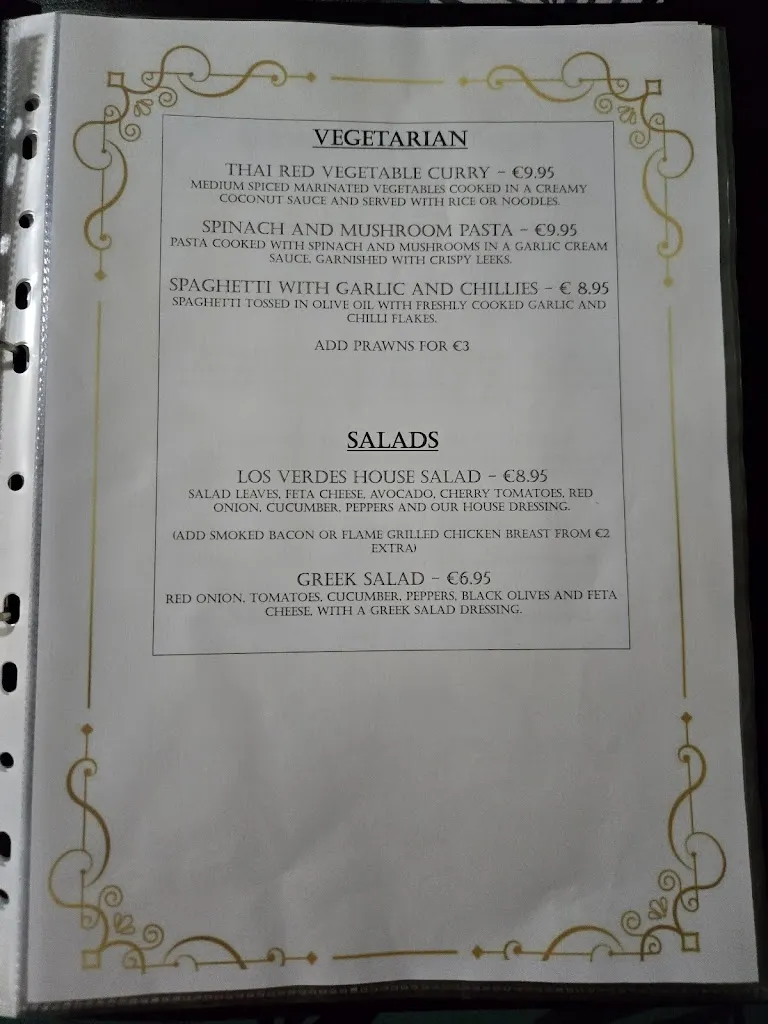 VEGETARIAN
THAI RED VEGETABLE CURRY – €9.95
MEDIUM SPICED MARINATED VEGETABLES COOKED IN A CREAMY
COCONUT SAUCE AND SERVED WITH RICE OR NOODLES.
SPINACH AND MUSHROOM PASTA – €9.95
PASTA COOKED WITH SPINACH AND MUSHROOMS IN A GARLIC CREAM
SAUCE, GARNISHED WITH CRISPY LEEKS.
SPAGHETTI WITH GARLIC AND CHILLIES – € 8.95
SPAGHETTI TOSSED IN OLIVE OIL WITH FRESHLY COOKED GARLIC AND
CHILLI FLAKES.
ADD PRAWNS FOR €3
SALADS
LOS VERDES HOUSE SALAD – €8.95
SALAD LEAVES, FETA CHEESE, AVOCADO, CHERRY TOMATOES, RED
ONION, CUCUMBER, PEPPERS AND OUR HOUSE DRESSING.
(ADD SMOKED BACON OR FLAME GRILLED CHICKEN BREAST FROM €2
EXTRA)
GREEK SALAD – €6.95
RED ONION, TOMATOES, CUCUMBER, PEPPERS, BLACK OLIVES AND FETA
CHEESE, WITH A GREEK SALAD DRESSING.